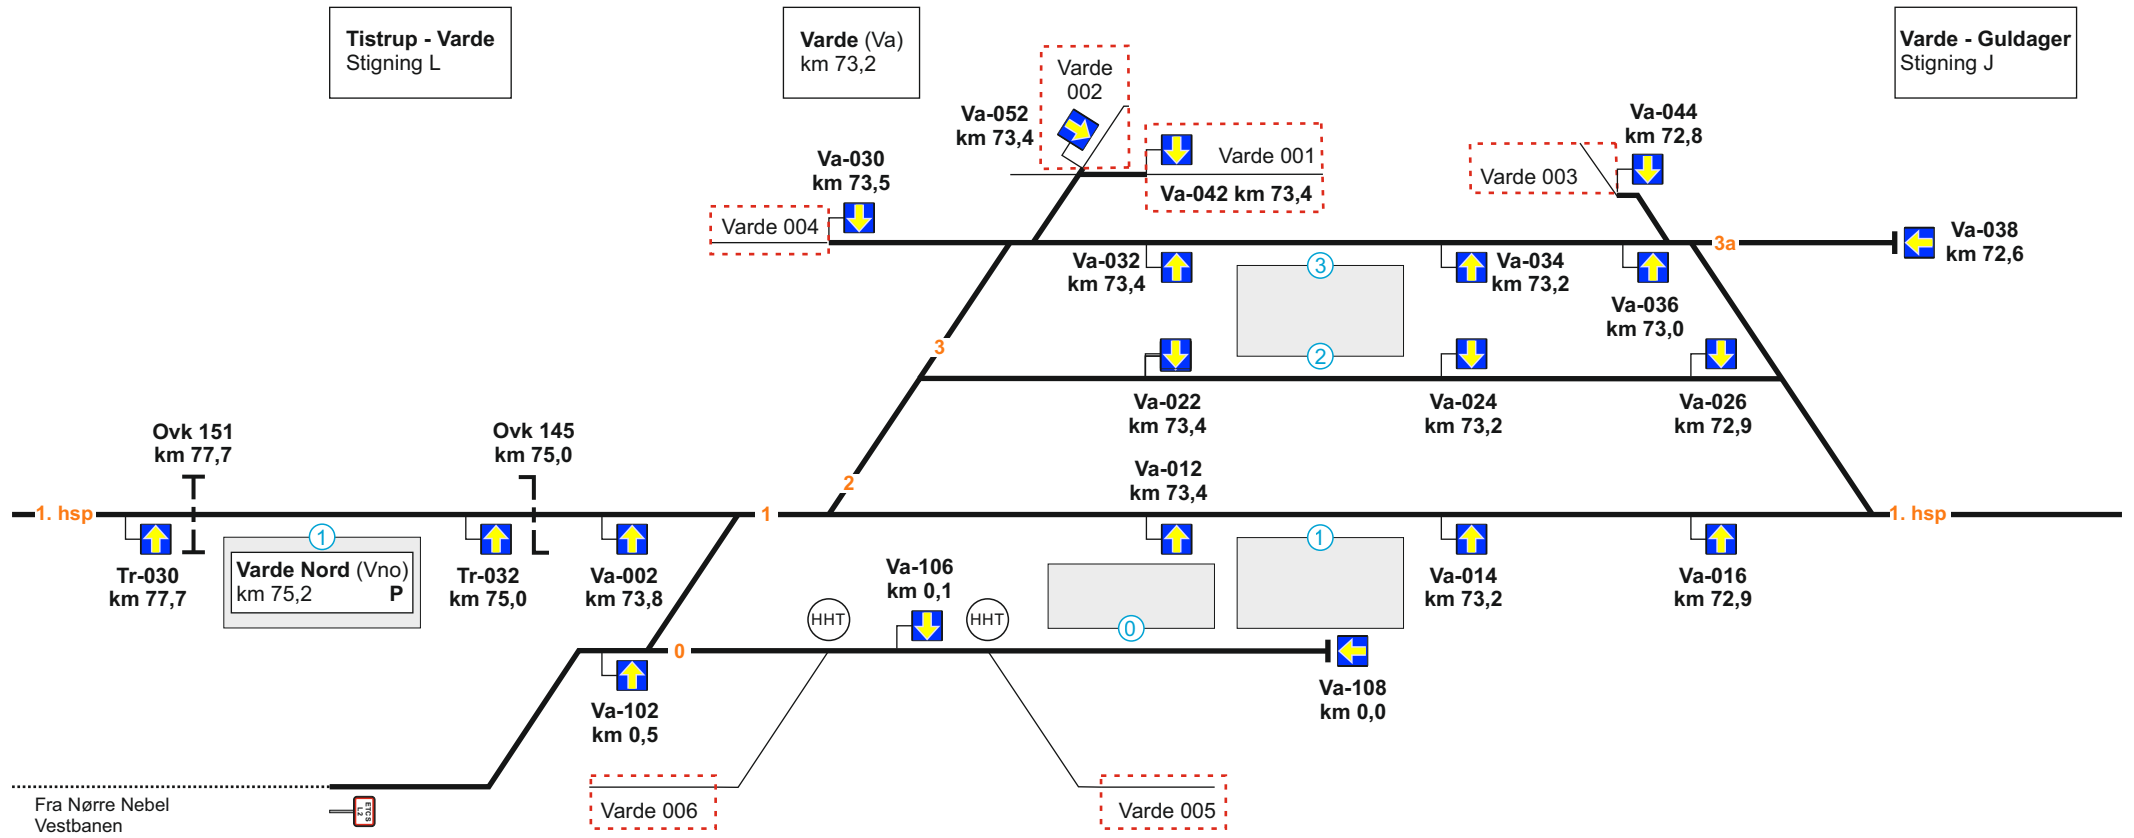 Tistrup - Varde
Stigning L
Varde (Va)
km 73,2
Varde - Guldager
Stigning J
Varde
002
Va-052
km 73,4
Va-044
km 72,8
Va-030
km 73,5
Varde 001
Va-042 km 73,4
Varde 003
Varde 004
3a
Va-038
km 72,6
Va-032
km 73,4
3
Va-034
km 73,2
Va-036
km 73,0
3
2
Va-022
km 73,4
Va-024
km 73,2
Va-026
km 72,9
Ovk 151
km 77,7
Ovk 145
km 75,0
2
Va-012
km 73,4
1. hsp
1
1. hsp
1
1
Tr-030
km 77,7
Varde Nord (Vno)
km 75,2 P
Tr-032
km 75,0
Va-002
km 73,8
Va-106
km 0,1
Va-014
km 73,2
Va-016
km 72,9
HHT
HHT
0
0
Va-102
km 0,5
Va-108
km 0,0
Fra Nørre Nebel
Vestbanen
ETCS
L2
Varde 006
Varde 005